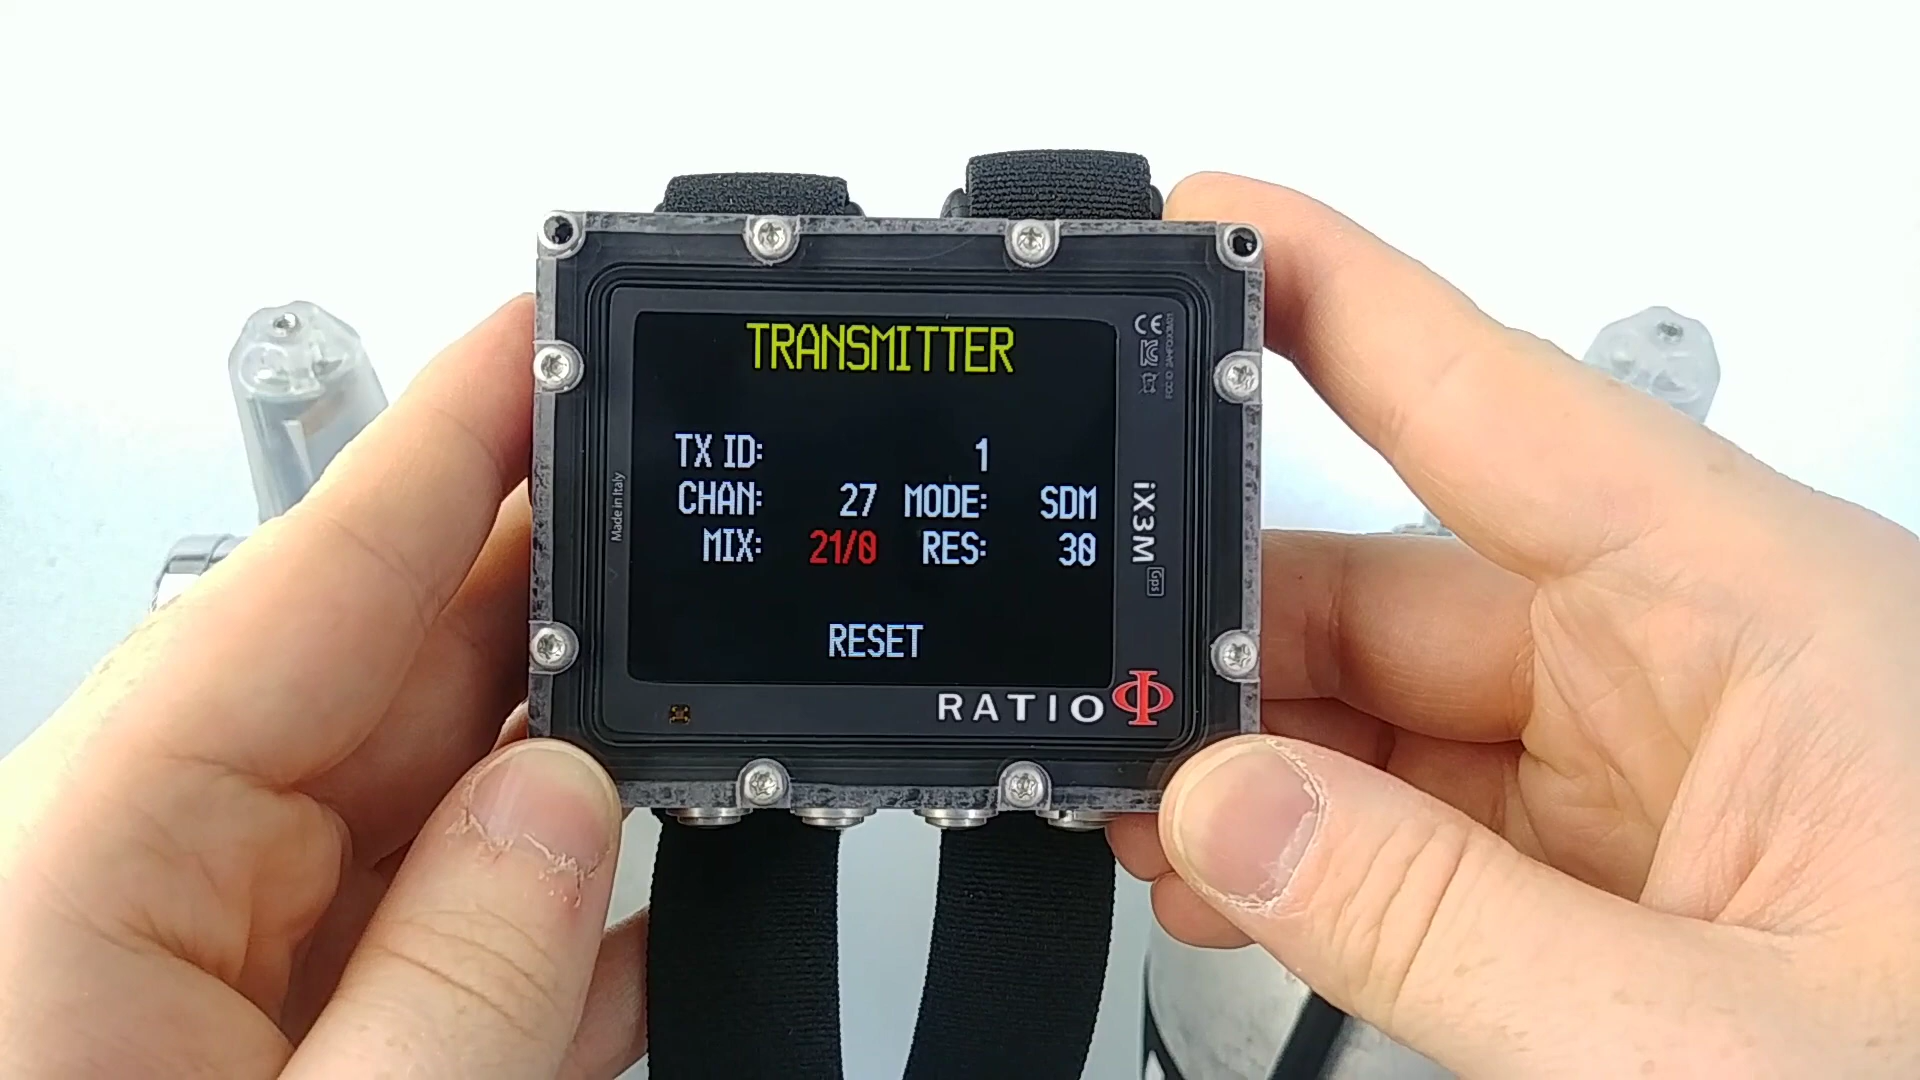 TRANSMITTER
TX ID: 1
CHAN: 27 MODE: SDM
MIX: 21/0 RES: 30
RESET
RATIO
iX3M
Gps
Made in Italy
CE